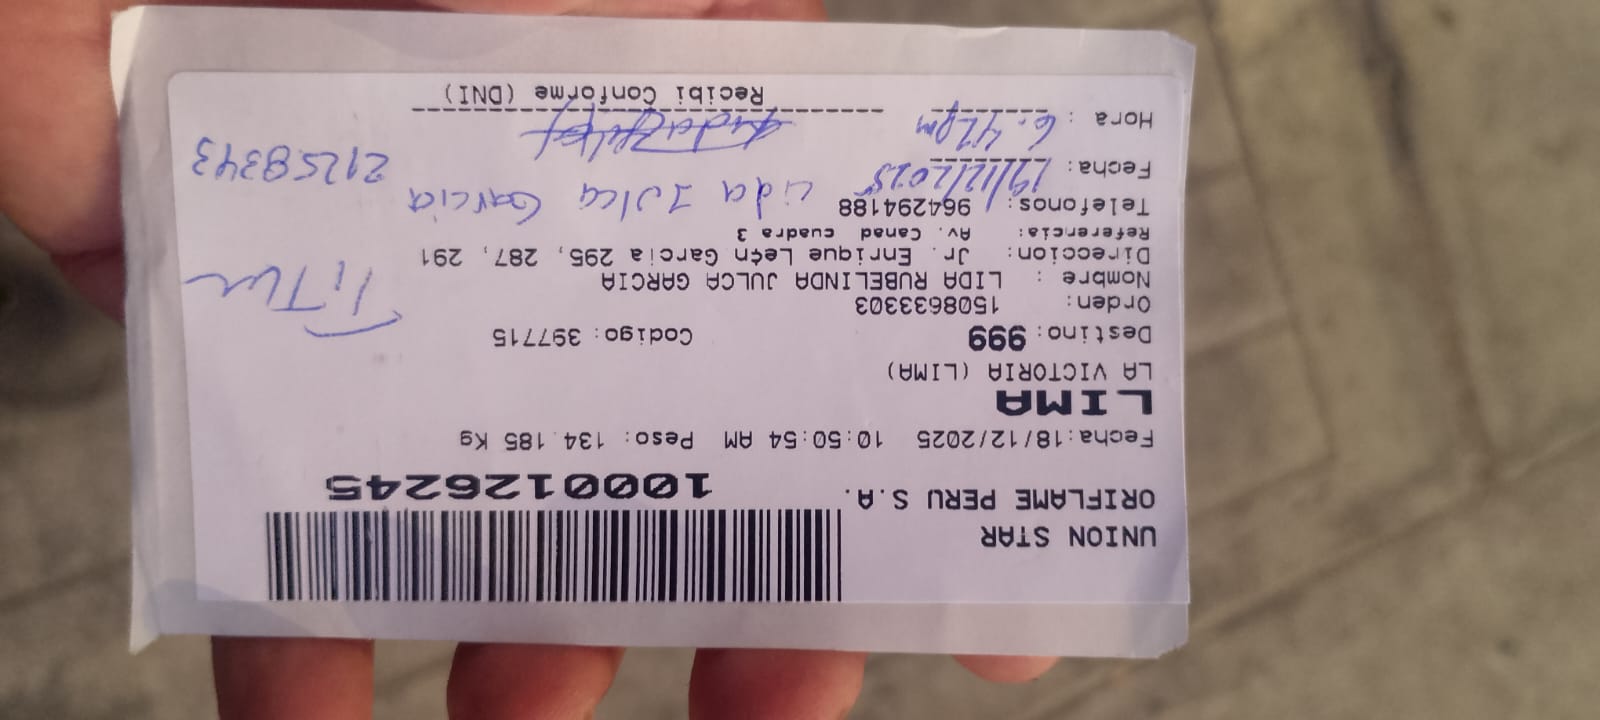 UNION STAR
ORIFLAME PERU S.A.
1000126245
Fecha:18/12/2025 10:50:54 AM Peso: 134.185 Kg
LIMA
LA VICTORIA (LIMA)
Destino: 999 Codigo: 397715
Orden: 1508633303
Nombre : LIDA RUBELINDA JULCA GARCIA
Direccion: Jr. Enrique Le¢n Garcia 295, 287, 291
Referencia: Av. Canad cuadra 3
Telefonos: 964294188
Lida Julca Garcia
Fecha: 19/12/2025
21258343
Hora : 6:42pm
Recibi Conforme (DNI)